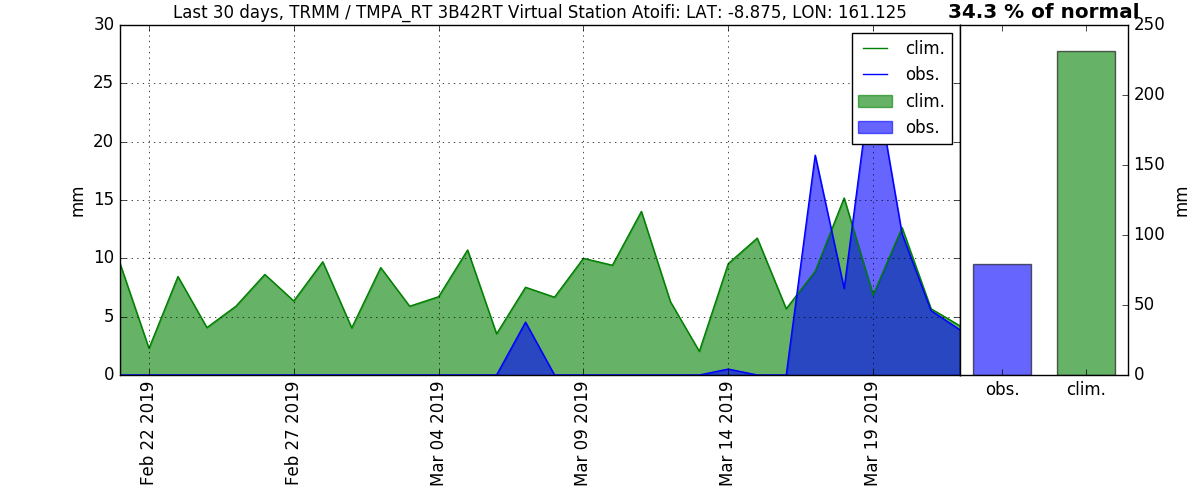 Last 30 days, TRMM / TMPA_RT 3B42RT Virtual Station Atoifi: LAT: -8.875, LON: 161.125
34.3 % of normal
30
25
20
15
10
5
0
mm
clim.
obs.
clim.
obs.
Feb 22 2019
Feb 27 2019
Mar 04 2019
Mar 09 2019
Mar 14 2019
Mar 19 2019
250
200
150
100
50
0
mm
obs.
clim.